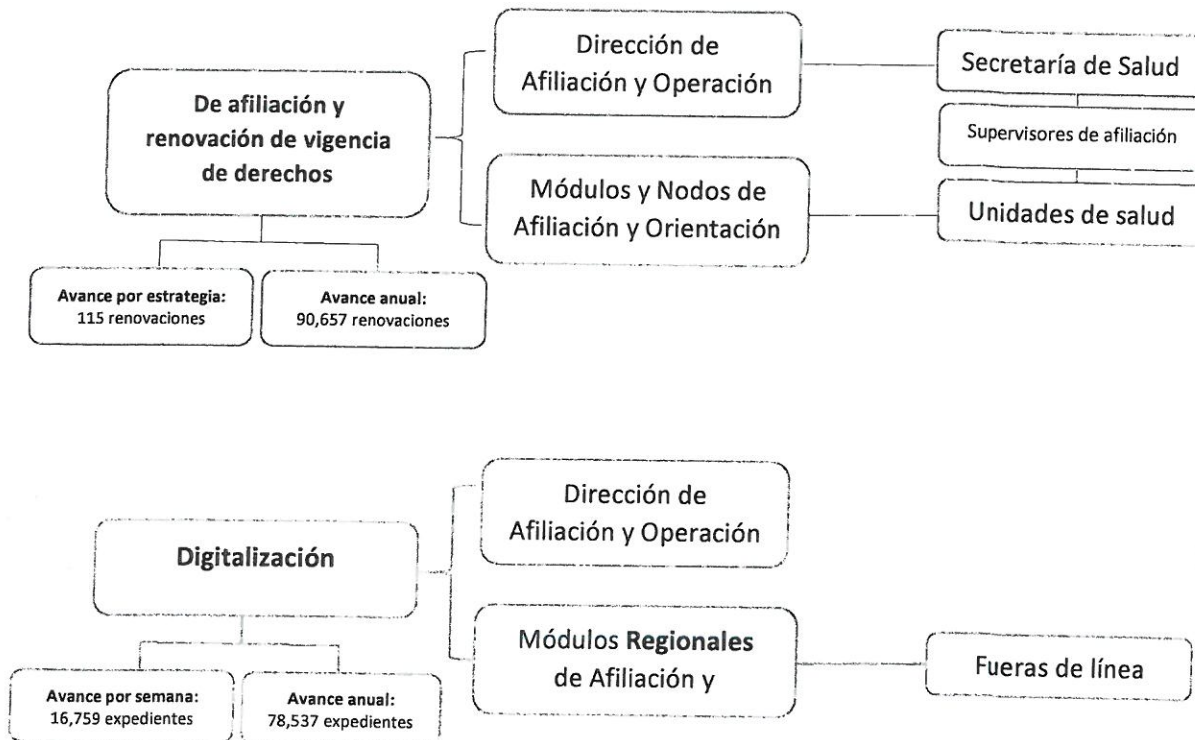 De afiliación y
renovación de vigencia
de derechos
Dirección de
Afiliación y Operación
Secretaría de Salud
Supervisores de afiliación
Módulos y Nodos de
Afiliación y Orientación
Unidades de salud
Avance por estrategia:
115 renovaciones
Avance anual:
90,657 renovaciones
Digitalización
Dirección de
Afiliación y Operación
Módulos Regionales
de Afiliación y
Fueras de línea
Avance por semana:
16,759 expedientes
Avance anual:
78,537 expedientes